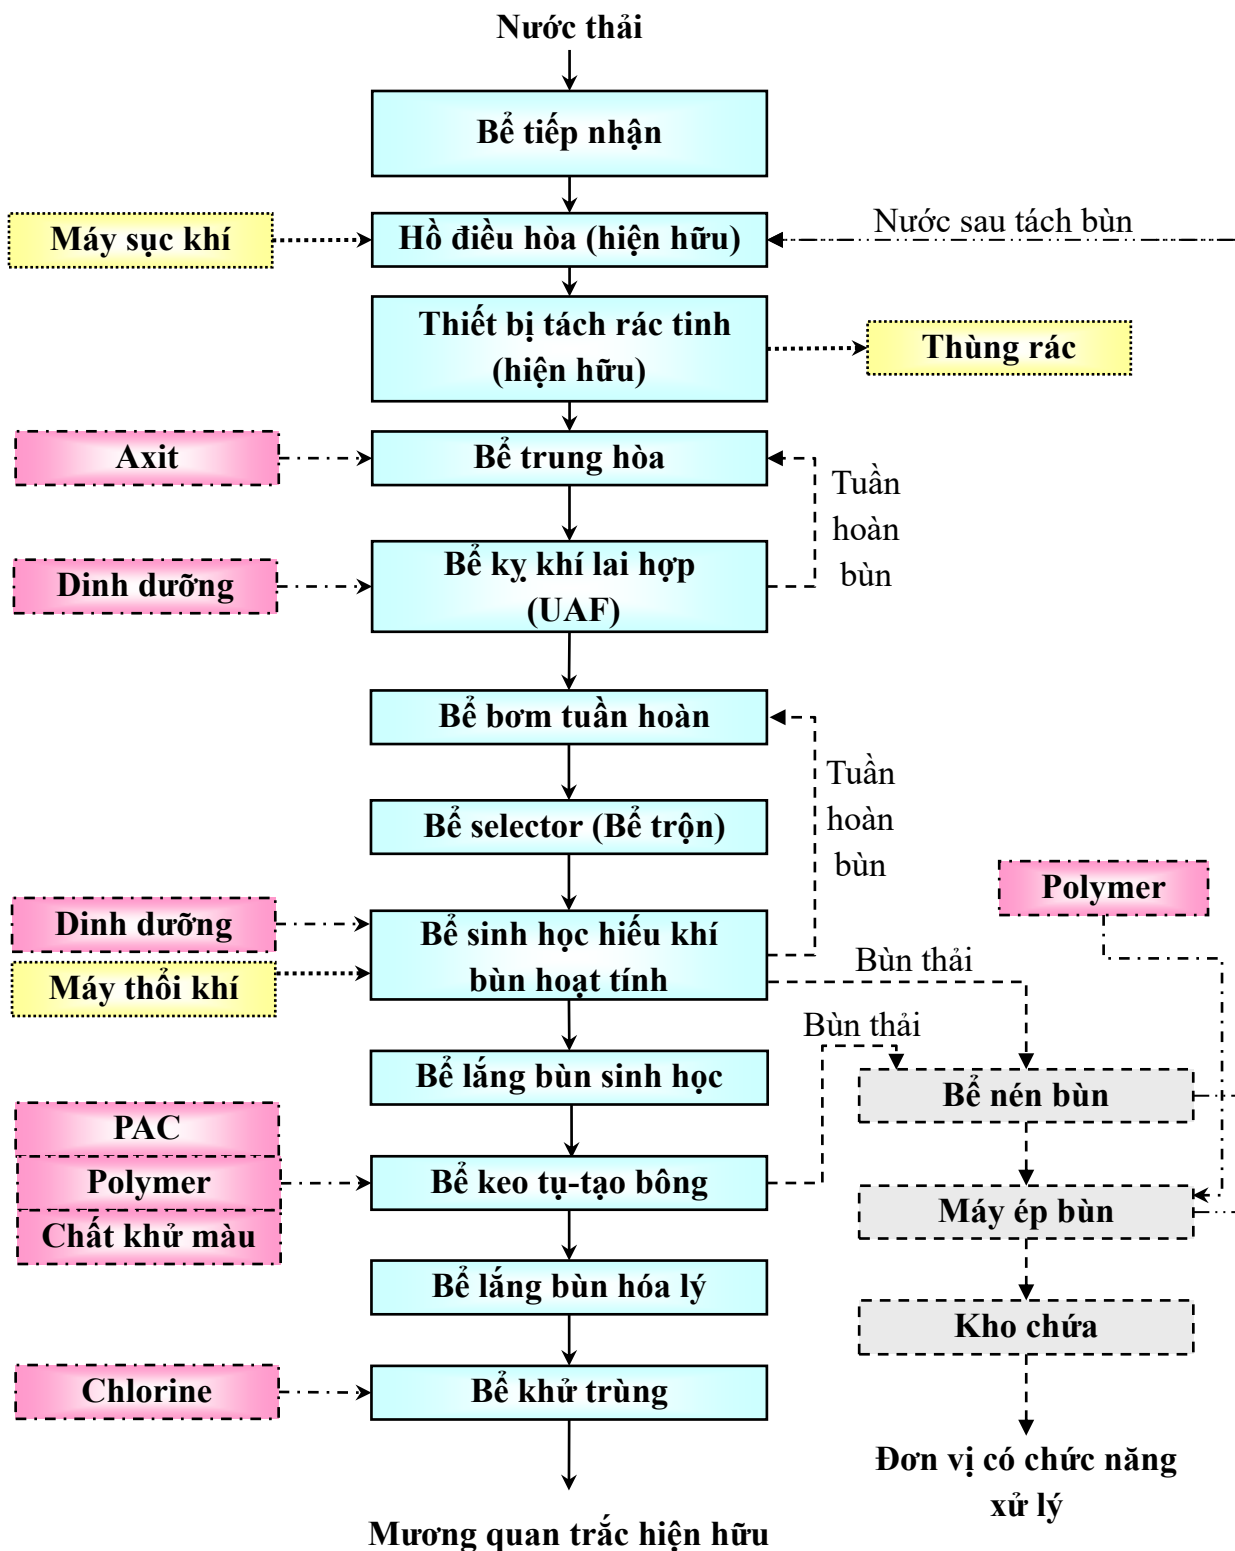 Nước thải
Bể tiếp nhận
Máy sục khí
Hồ điều hòa (hiện hữu)
Nước sau tách bùn
Thiết bị tách rác tinh
(hiện hữu)
Thùng rác
Axit
Bể trung hòa
Tuần
hoàn
bùn
Dinh dưỡng
Bể kỵ khí lai hợp
(UAF)
Bể bơm tuần hoàn
Tuần
hoàn
bùn
Bể selector (Bể trộn)
Polymer
Dinh dưỡng
Máy thổi khí
Bể sinh học hiếu khí
bùn hoạt tính
Bùn thải
Bùn thải
Bể lắng bùn sinh học
Bể nén bùn
PAC
Polymer
Chất khử màu
Bể keo tụ-tạo bông
Máy ép bùn
Bể lắng bùn hóa lý
Kho chứa
Chlorine
Bể khử trùng
Đơn vị có chức năng
xử lý
Mương quan trắc hiện hữu